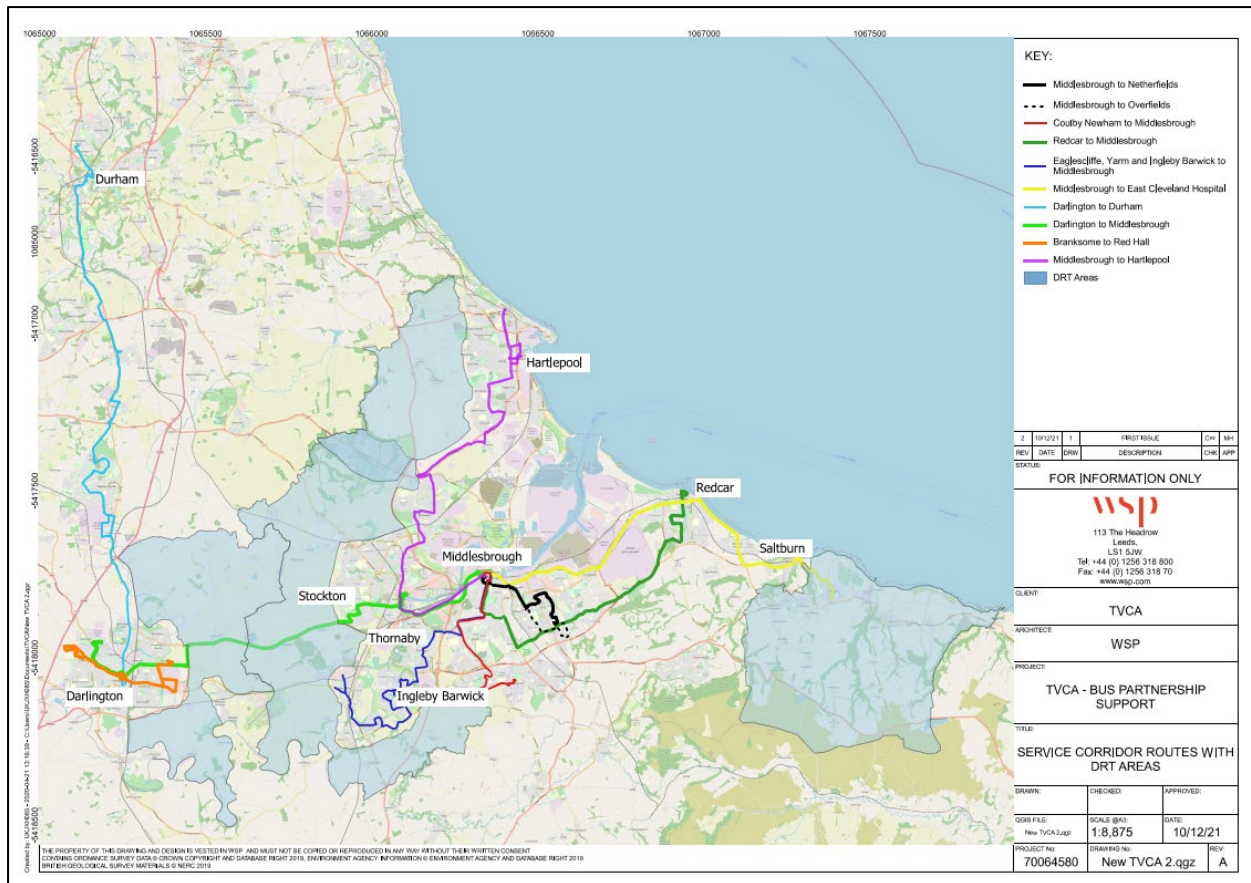 1065000
1065500
1066000
1066500
1067000
1067500
-5416500
1065000
-5417000
-5417500
-5418000
-5418500
Durham
Hartlepool
Redcar
Middlesbrough
Saltburn
Stockton
Thornaby
Ingleby Barwick
Darlington
KEY:
Middlesbrough to Netherfields
Middlesbrough to Overfields
Coulby Newham to Middlesbrough
Redcar to Middlesbrough
Eaglescliffe, Yarm and Ingleby Barwick to
Middlesbrough
Middlesbrough to East Cleveland Hospital
Darlington to Durham
Darlington to Middlesbrough
Branksome to Red Hall
Middlesbrough to Hartlepool
DRT Areas
2 10/12/21 1 FIRST ISSUE CW MH
REV DATE DRW DESCRIPTION CHK APP
STATUS:
FOR INFORMATION ONLY
wsp
113 The Headrow
Leeds,
LS1 5JW
Tel: +44 (0) 1256 318 800
Fax: +44 (0) 1256 318 70
www.wsp.com
CLIENT:
TVCA
ARCHITECT:
WSP
PROJECT:
TVCA - BUS PARTNERSHIP
SUPPORT
TITLE:
SERVICE CORRIDOR ROUTES WITH
DRT AREAS
DRAWN: CHECKED: APPROVED:
QGIS FILE: SCALE @A3: DATE:
New TVCA 2.qgz 1:8,875 10/12/21
PROJECT No: DRAWING No: REV:
70064580 New TVCA 2.qgz A
THE PROPERTY OF THIS DRAWING AND DESIGN IS VESTED IN WSP AND MUST NOT BE COPIED OR REPRODUCED IN ANY WAY WITHOUT THEIR WRITTEN CONSENT
CONTAINS ORDNANCE SURVEY DATA © CROWN COPYRIGHT AND DATABASE RIGHT 2019, ENVIRONMENT AGENCY INFORMATION © ENVIRONMENT AGENCY AND DATABASE RIGHT 2019
BRITISH GEOLOGICAL SURVEY MATERIALS © NERC 2019